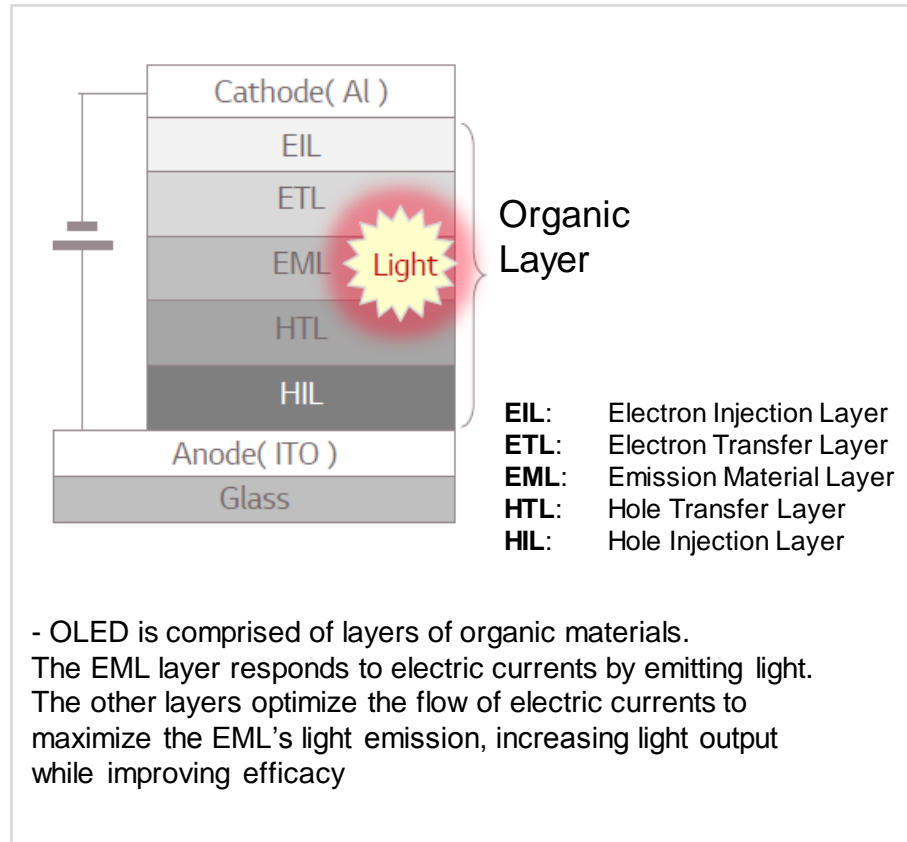 Cathode( Al )
EIL
ETL
EML
Light
HTL
HIL
Anode( ITO )
Glass
Organic
Layer
EIL: Electron Injection Layer
ETL: Electron Transfer Layer
EML: Emission Material Layer
HTL: Hole Transfer Layer
HIL: Hole Injection Layer
- OLED is comprised of layers of organic materials.
The EML layer responds to electric currents by emitting light.
The other layers optimize the flow of electric currents to
maximize the EML’s light emission, increasing light output
while improving efficacy